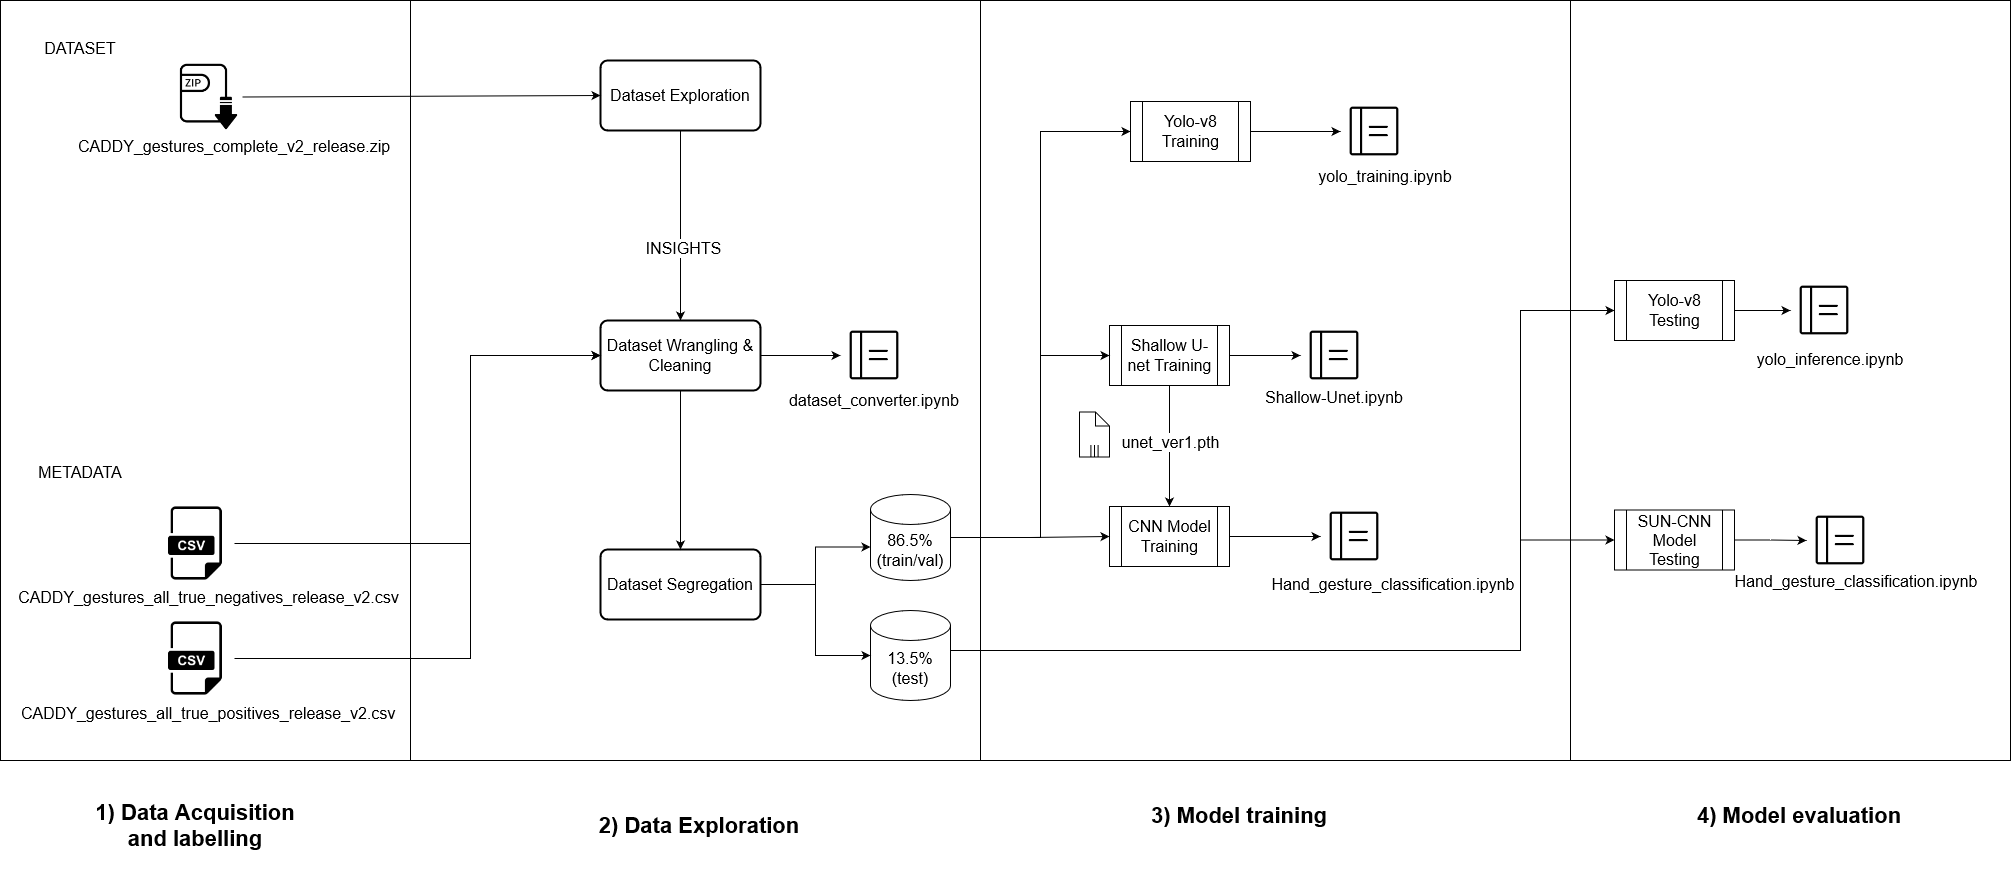 DATASET
ZIP
CADDY_gestures_complete_v2_release.zip
METADATA
CSV
CADDY_gestures_all_true_negatives_release_v2.csv
CSV
CADDY_gestures_all_true_positives_release_v2.csv
Dataset Exploration
INSIGHTS
Dataset Wrangling &
Cleaning
dataset_converter.ipynb
Dataset Segregation
86.5%
(train/val)
13.5%
(test)
Yolo-v8
Training
yolo_training.ipynb
Shallow U-
net Training
Shallow-Unet.ipynb
unet_ver1.pth
CNN Model
Training
Hand_gesture_classification.ipynb
Yolo-v8
Testing
yolo_inference.ipynb
SUN-CNN
Model
Testing
Hand_gesture_classification.ipynb
1) Data Acquisition
and labelling
2) Data Exploration
3) Model training
4) Model evaluation